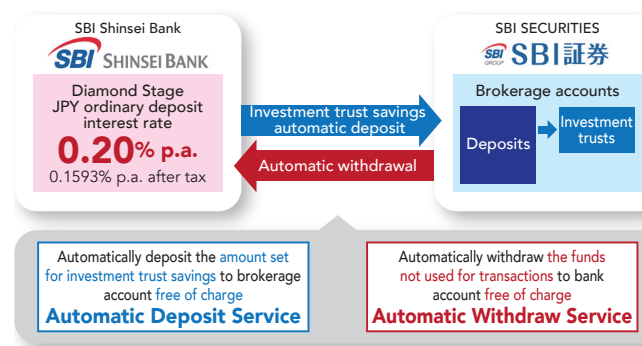 SBI Shinsei Bank
SBI SHINSEI BANK
Diamond Stage
JPY ordinary deposit
interest rate
0.20% p.a.
0.1593% p.a. after tax
Investment trust savings
automatic deposit
Automatic withdrawal
SBI SECURITIES
SBI GROUP SBI証券
Brokerage accounts
Deposits
Investment
trusts
Automatically deposit the amount set
for investment trust savings to brokerage
account free of charge
Automatic Deposit Service
Automatically withdraw the funds
not used for transactions to bank
account free of charge
Automatic Withdraw Service